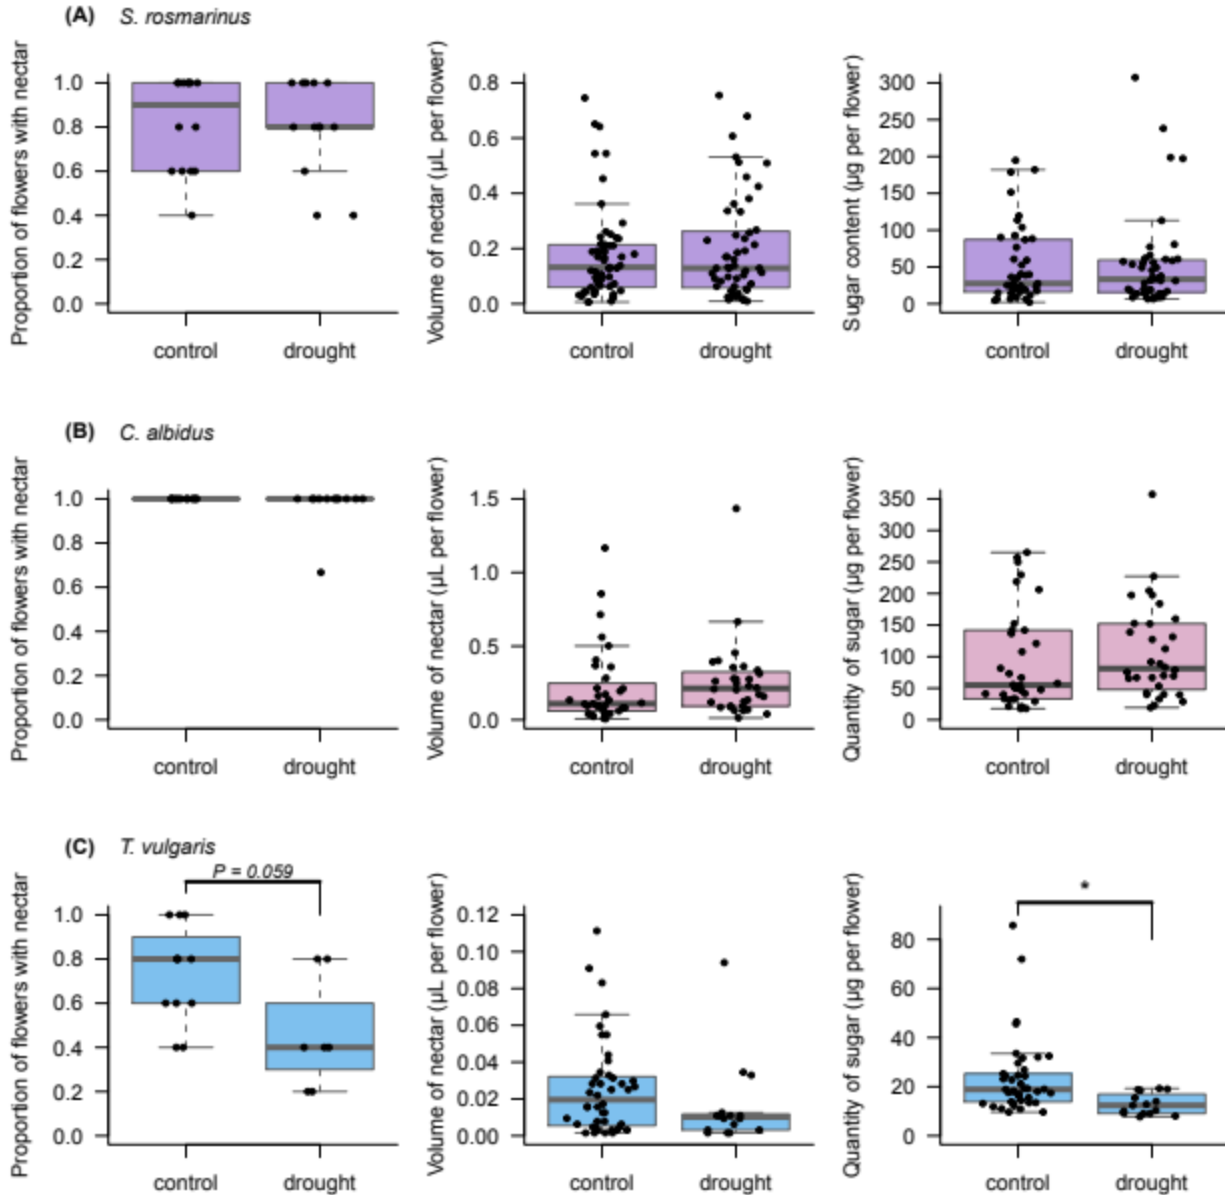 (A) S. rosmarinus
Proportion of flowers with nectar
1.0
0.8
0.6
0.4
0.2
0.0
control drought
Volume of nectar (µL per flower)
0.8
0.6
0.4
0.2
0.0
control drought
Sugar content (µg per flower)
300
250
200
150
100
50
0
control drought
(B) C. albidus
Proportion of flowers with nectar
1.0
0.8
0.6
0.4
0.2
0.0
control drought
Volume of nectar (µL per flower)
1.5
1.0
0.5
0.0
control drought
Quantity of sugar (µg per flower)
350
300
250
200
150
100
50
0
control drought
(C) T. vulgaris
P = 0.059
Proportion of flowers with nectar
1.0
0.8
0.6
0.4
0.2
0.0
control drought
Volume of nectar (µL per flower)
0.12
0.10
0.08
0.06
0.04
0.02
0.00
control drought
*
Quantity of sugar (µg per flower)
80
60
40
20
0
control drought